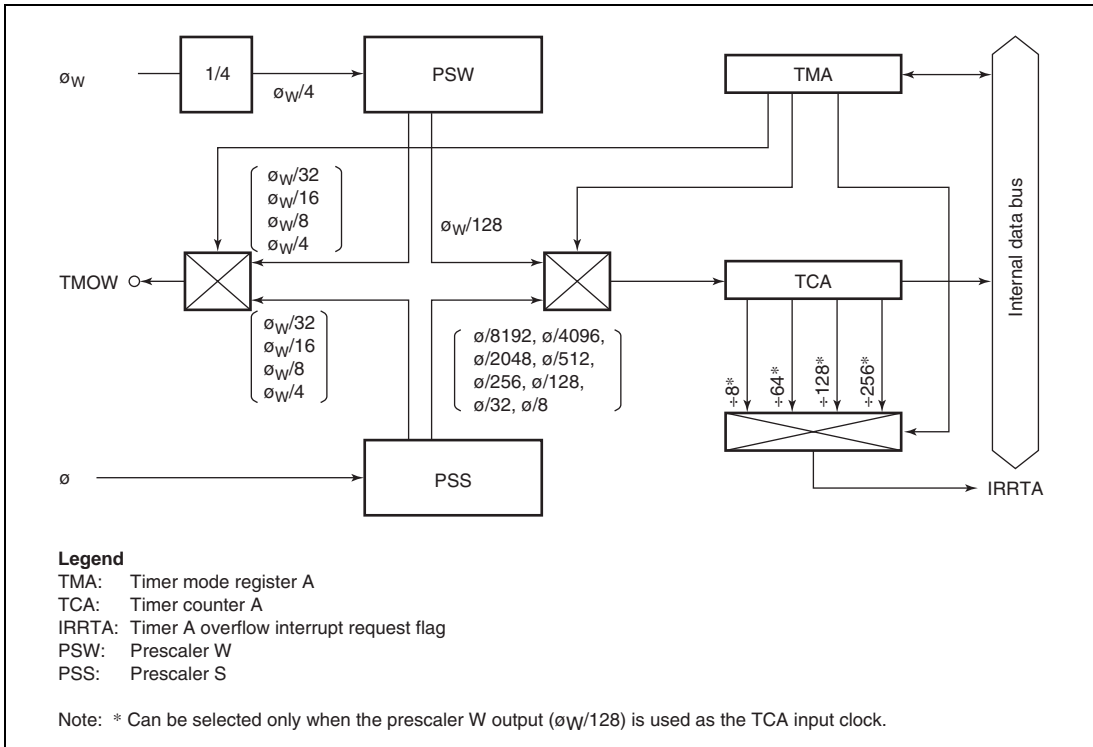 øW
1/4
øW/4
PSW
TMA
øW/32
øW/16
øW/8
øW/4
øW/128
TMOW
TCA
Internal data bus
øW/32
øW/16
øW/8
øW/4
ø/8192, ø/4096,
ø/2048, ø/512,
ø/256, ø/128,
ø/32, ø/8
÷8*
÷64*
÷128*
÷256*
ø
PSS
IRRTA
Legend
TMA: Timer mode register A
TCA: Timer counter A
IRRTA: Timer A overflow interrupt request flag
PSW: Prescaler W
PSS: Prescaler S
Note: * Can be selected only when the prescaler W output (øW/128) is used as the TCA input clock.